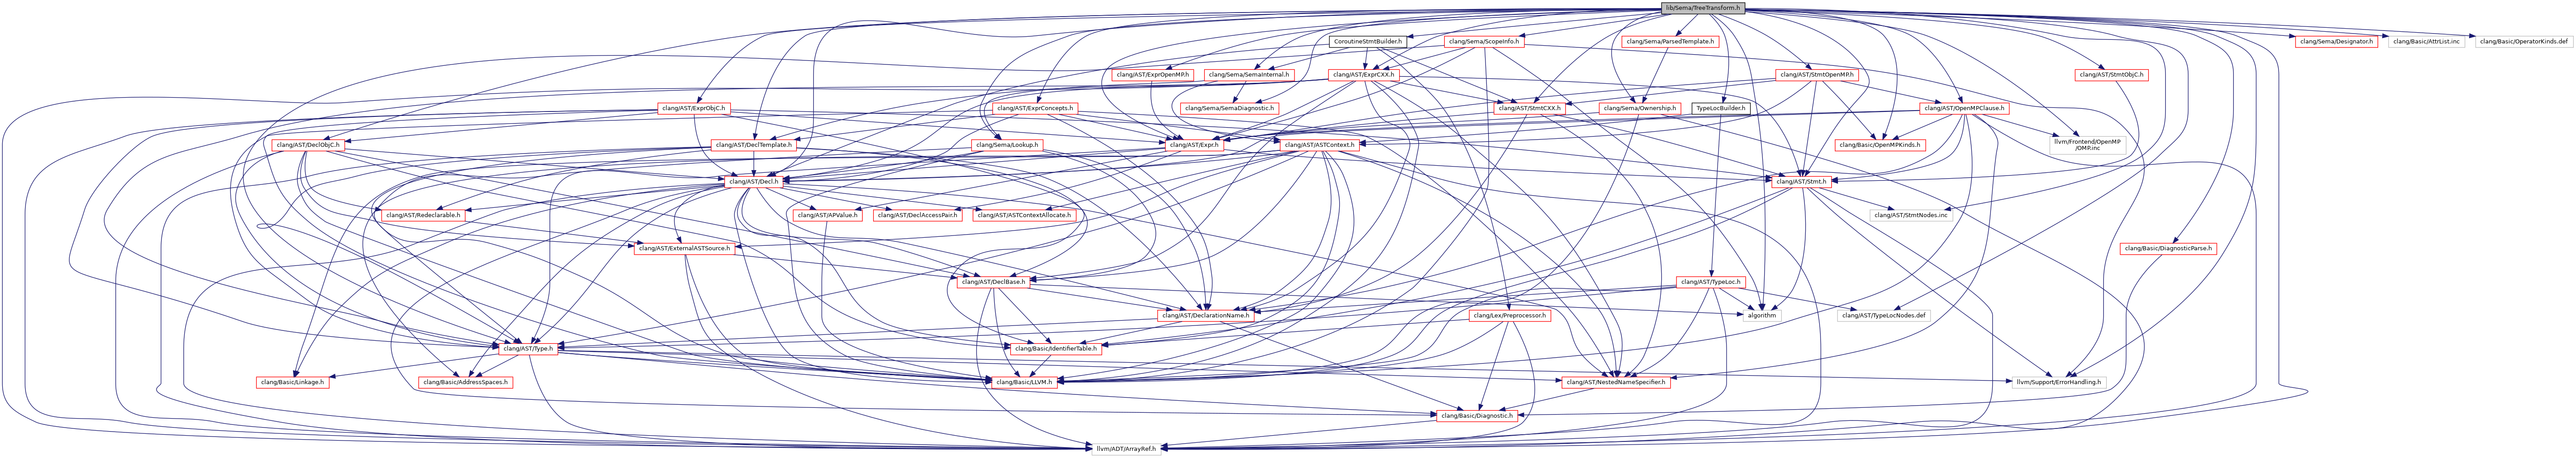 lib/Sema/TreeTransform.h
CoroutineStmtBuilder.h
clang/Sema/ScopeInfo.h
clang/Sema/ParsedTemplate.h
clang/Sema/Designator.h
clang/Basic/AttrList.inc
clang/Basic/OperatorKinds.def
clang/AST/ExprOpenMP.h
clang/Sema/SemaInternal.h
clang/AST/ExprCXX.h
clang/AST/StmtOpenMP.h
clang/AST/StmtObjC.h
clang/AST/ExprObjC.h
clang/AST/ExprConcepts.h
clang/Sema/SemaDiagnostic.h
clang/AST/StmtCXX.h
clang/Sema/Ownership.h
TypeLocBuilder.h
clang/AST/OpenMPClause.h
clang/AST/DeclObjC.h
clang/AST/DeclTemplate.h
clang/Sema/Lookup.h
clang/AST/Expr.h
clang/AST/ASTContext.h
clang/Basic/OpenMPKinds.h
llvm/Frontend/OpenMP
/OMP.inc
clang/AST/Decl.h
clang/AST/Stmt.h
clang/AST/Redeclarable.h
clang/AST/APValue.h
clang/AST/DeclAccessPair.h
clang/AST/ASTContextAllocate.h
clang/AST/StmtNodes.inc
clang/AST/ExternalASTSource.h
clang/Basic/DiagnosticParse.h
clang/AST/DeclBase.h
clang/AST/TypeLoc.h
clang/AST/DeclarationName.h
clang/Lex/Preprocessor.h
algorithm
clang/AST/TypeLocNodes.def
clang/AST/Type.h
clang/Basic/IdentifierTable.h
clang/Basic/Linkage.h
clang/Basic/AddressSpaces.h
clang/Basic/LLVM.h
clang/AST/NestedNameSpecifier.h
llvm/Support/ErrorHandling.h
clang/Basic/Diagnostic.h
llvm/ADT/ArrayRef.h